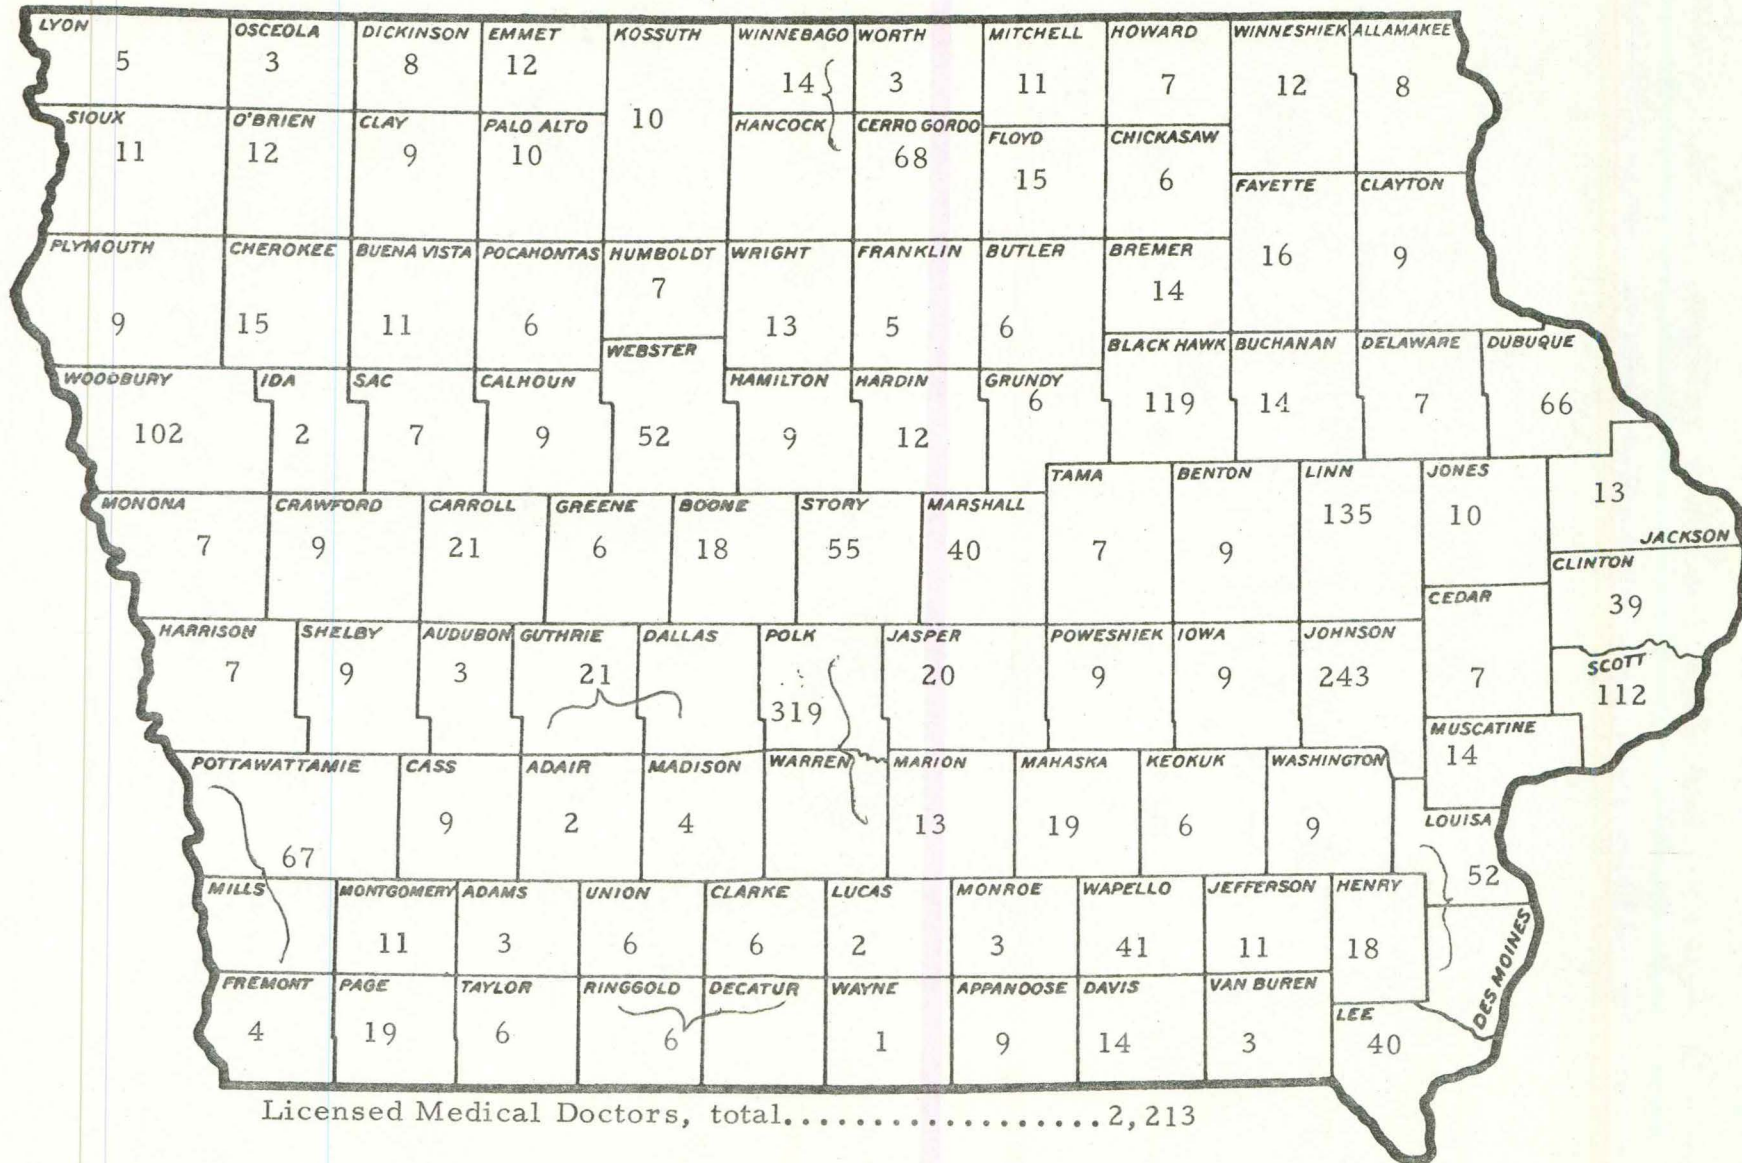 LYON OSCEOLA DICKINSON EMMET KOSSUTH WINNEBAGO WORTH MITCHELL HOWARD WINNESHIEK ALLAMAKEE
5 3 8 12 10 14 3 11 7 12 8
SIOUX O'BRIEN CLAY PALO ALTO HANCOCK CERRO GORDO FLOYD CHICKASAW
11 12 9 10 68 15 6
FAYETTE CLAYTON
16 9
PLYMOUTH CHEROKEE BUENA VISTA POCAHONTAS HUMBOLDT WRIGHT FRANKLIN BUTLER BREMER
9 15 11 6 7 13 5 6 14
WEBSTER BLACK HAWK BUCHANAN DELAWARE DUBUQUE
52 119 14 7 66
WOODBURY IDA SAC CALHOUN HAMILTON HARDIN GRUNDY
102 2 7 9 9 12 6
TAMA BENTON LINN JONES
7 9 135 10
13
JACKSON
MONONA CRAWFORD CARROLL GREENE BOONE STORY MARSHALL
7 9 21 6 18 55 40
CLINTON
39
CEDAR
7
HARRISON SHELBY AUDUBON GUTHRIE DALLAS POLK JASPER POWESHIEK IOWA JOHNSON
7 9 3 21 319 20 9 9 243
SCOTT
112
MUSCATINE
14
POTTAWATTAMIE CASS ADAIR MADISON WARREN MARION MAHASKA KEOKUK WASHINGTON
67 9 2 4 13 19 6 9
LOUISA
52
MILLS MONTGOMERY ADAMS UNION CLARKE LUCAS MONROE WAPELLO JEFFERSON HENRY
11 3 6 6 2 3 41 11 18
DES MOINES
FREMONT PAGE TAYLOR RINGGOLD DECATUR WAYNE APPANOOSE DAVIS VAN BUREN LEE
4 19 6 6 1 9 14 3 40
Licensed Medical Doctors, total...................2,213